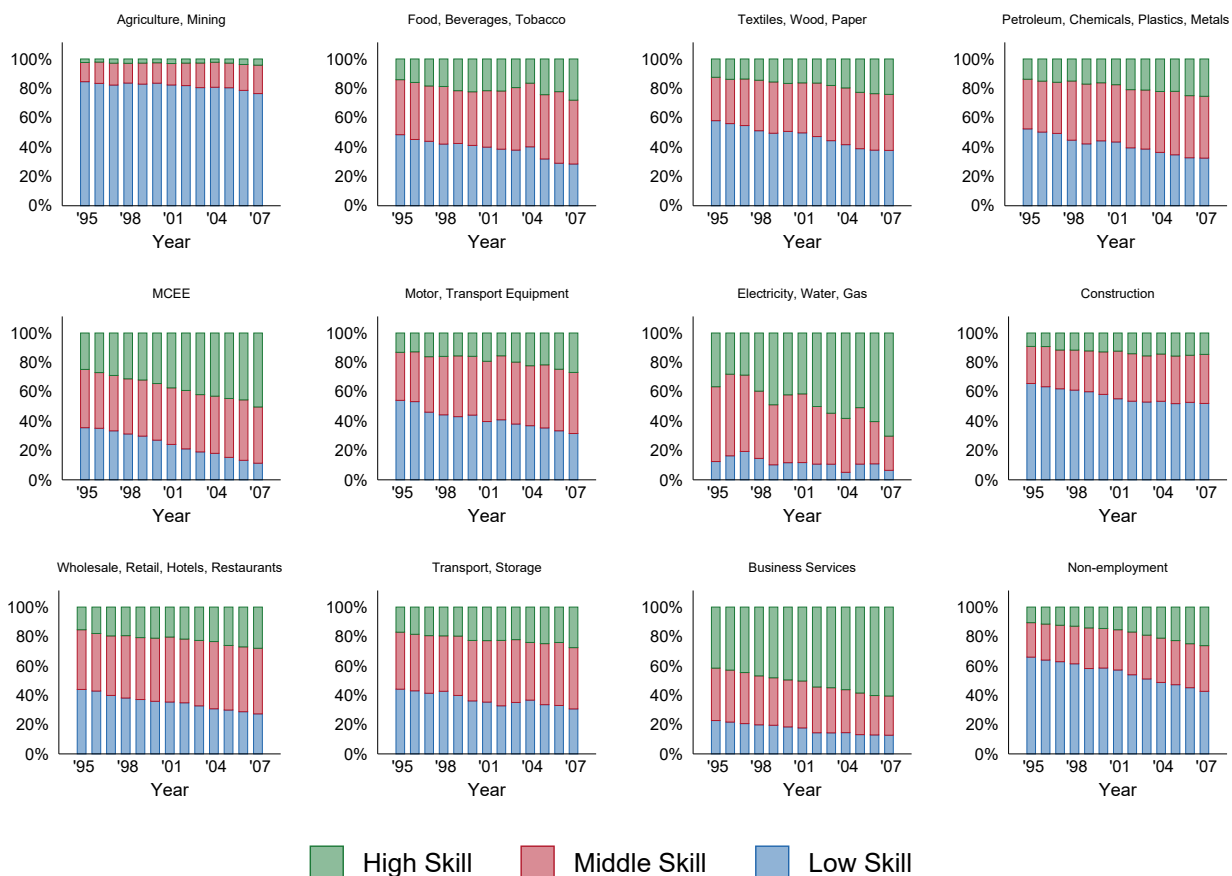 Agriculture, Mining
100%
80%
60%
40%
20%
0%
'95 '98 '01 '04 '07
Year
Food, Beverages, Tobacco
100%
80%
60%
40%
20%
0%
'95 '98 '01 '04 '07
Year
Textiles, Wood, Paper
100%
80%
60%
40%
20%
0%
'95 '98 '01 '04 '07
Year
Petroleum, Chemicals, Plastics, Metals
100%
80%
60%
40%
20%
0%
'95 '98 '01 '04 '07
Year
MCEE
100%
80%
60%
40%
20%
0%
'95 '98 '01 '04 '07
Year
Motor, Transport Equipment
100%
80%
60%
40%
20%
0%
'95 '98 '01 '04 '07
Year
Electricity, Water, Gas
100%
80%
60%
40%
20%
0%
'95 '98 '01 '04 '07
Year
Construction
100%
80%
60%
40%
20%
0%
'95 '98 '01 '04 '07
Year
Wholesale, Retail, Hotels, Restaurants
100%
80%
60%
40%
20%
0%
'95 '98 '01 '04 '07
Year
Transport, Storage
100%
80%
60%
40%
20%
0%
'95 '98 '01 '04 '07
Year
Business Services
100%
80%
60%
40%
20%
0%
'95 '98 '01 '04 '07
Year
Non-employment
100%
80%
60%
40%
20%
0%
'95 '98 '01 '04 '07
Year
High Skill Middle Skill Low Skill